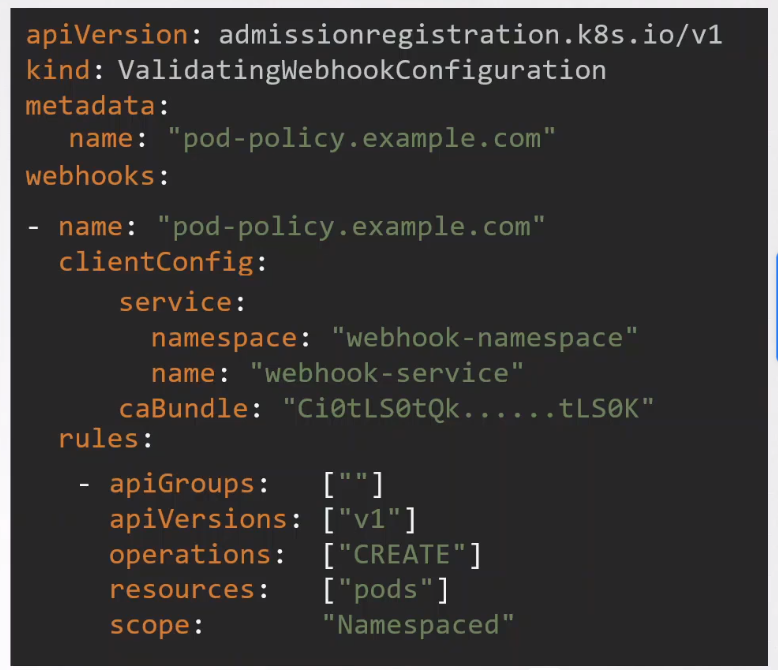 apiVersion: admissionregistration.k8s.io/v1
kind: ValidatingWebhookConfiguration
metadata:
   name: "pod-policy.example.com"
webhooks:
- name: "pod-policy.example.com"
  clientConfig:
      service:
        namespace: "webhook-namespace"
        name: "webhook-service"
      caBundle: "Ci0tLS0tQk......tLS0K"
  rules:
   - apiGroups:   [""]
     apiVersions: ["v1"]
     operations:  ["CREATE"]
     resources:   ["pods"]
     scope:       "Namespaced"